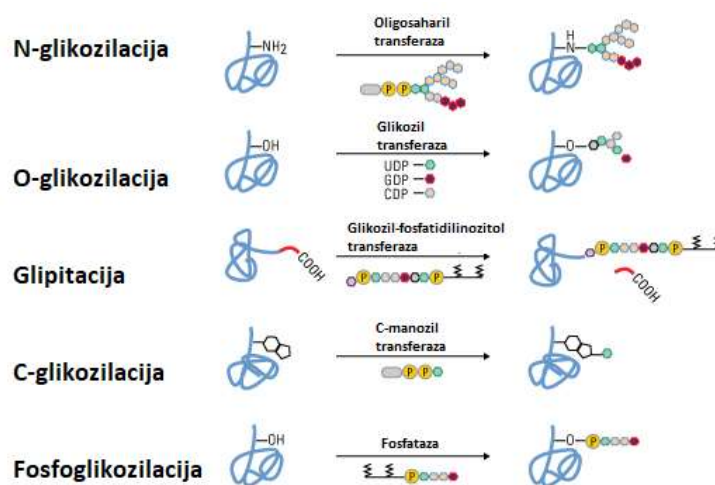 N-glikozilacija
NH2
Oligosaharil
transferaza
P P
H
N
O-glikozilacija
OH
Glikozil
transferaza
UDP
GDP
CDP
O
Glipitacija
COOH
Glikozil-fosfatidilinozitol
transferaza
P P
P P
COOH
C-glikozilacija
C-manozil
transferaza
P P
Fosfoglikozilacija
OH
Fosfataza
P
O P